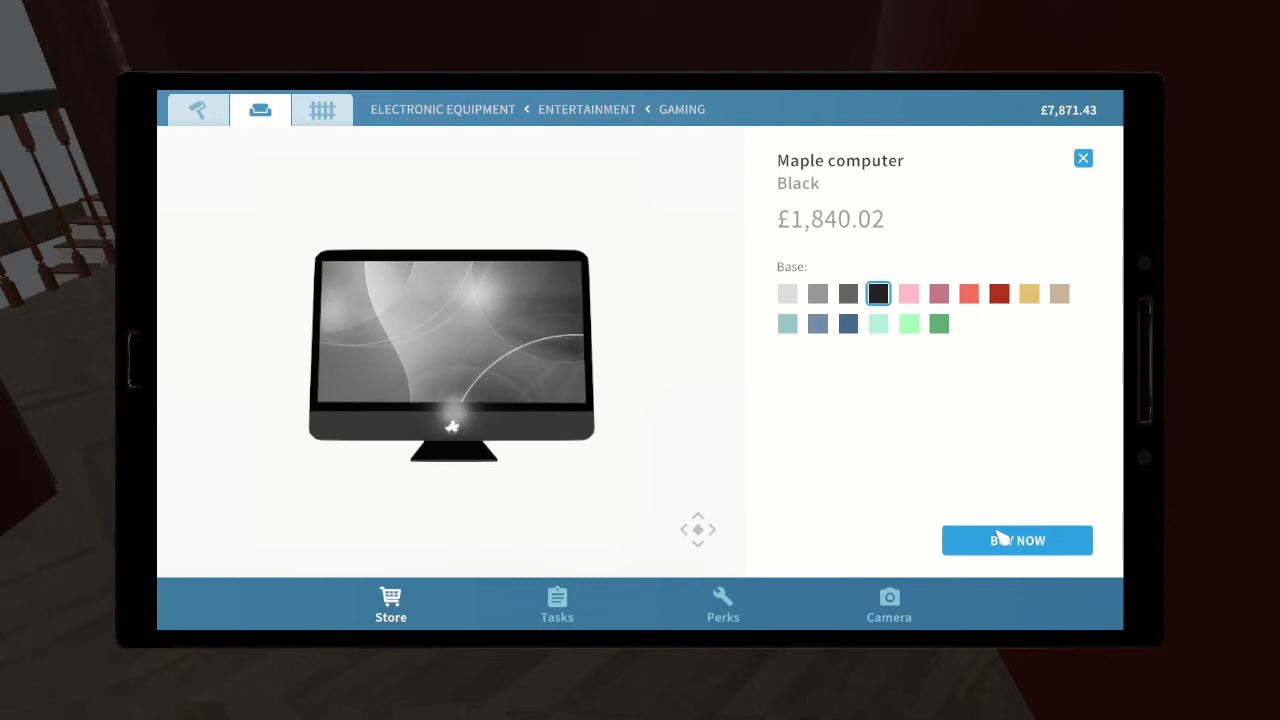 ELECTRONIC EQUIPMENT < ENTERTAINMENT < GAMING
£7,871.43
Maple computer
Black
£1,840.02
Base:
BUY NOW
Store
Tasks
Perks
Camera